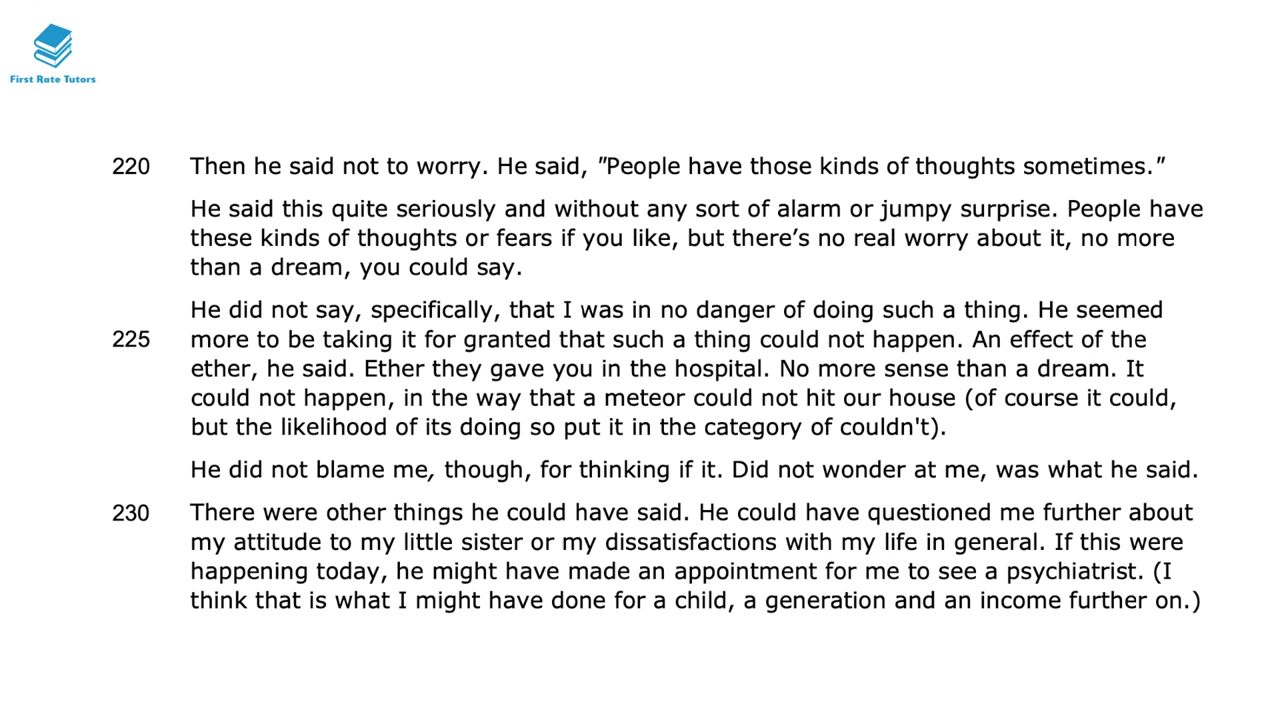 First Rate Tutors
220 Then he said not to worry. He said, "People have those kinds of thoughts sometimes."
He said this quite seriously and without any sort of alarm or jumpy surprise. People have
these kinds of thoughts or fears if you like, but there’s no real worry about it, no more
than a dream, you could say.
He did not say, specifically, that I was in no danger of doing such a thing. He seemed
225 more to be taking it for granted that such a thing could not happen. An effect of the
ether, he said. Ether they gave you in the hospital. No more sense than a dream. It
could not happen, in the way that a meteor could not hit our house (of course it could,
but the likelihood of its doing so put it in the category of couldn't).
He did not blame me, though, for thinking if it. Did not wonder at me, was what he said.
230 There were other things he could have said. He could have questioned me further about
my attitude to my little sister or my dissatisfactions with my life in general. If this were
happening today, he might have made an appointment for me to see a psychiatrist. (I
think that is what I might have done for a child, a generation and an income further on.)